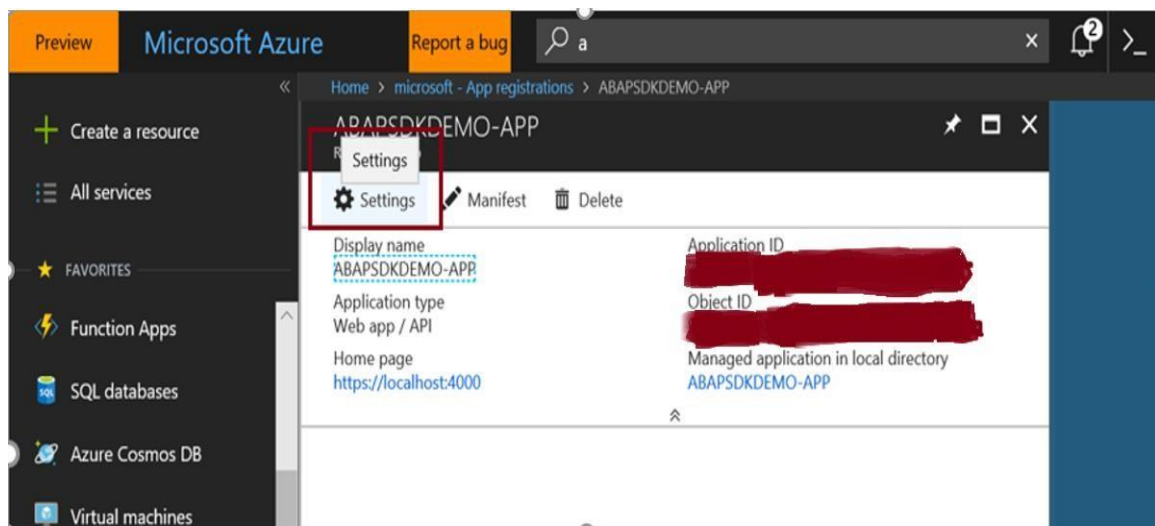 Preview Microsoft Azure Report a bug a × 2 >_
« Home > microsoft - App registrations > ABAPSDKDEMO-APP
ABAPSDKDEMO-APP
Settings
Settings Manifest Delete
Create a resource
All services
FAVORITES
Function Apps
SQL databases
Azure Cosmos DB
Virtual machines
Display name
ABAPSDKDEMO-APP
Application type
Web app / API
Home page
https://localhost:4000
Application ID
Object ID
Managed application in local directory
ABAPSDKDEMO-APP